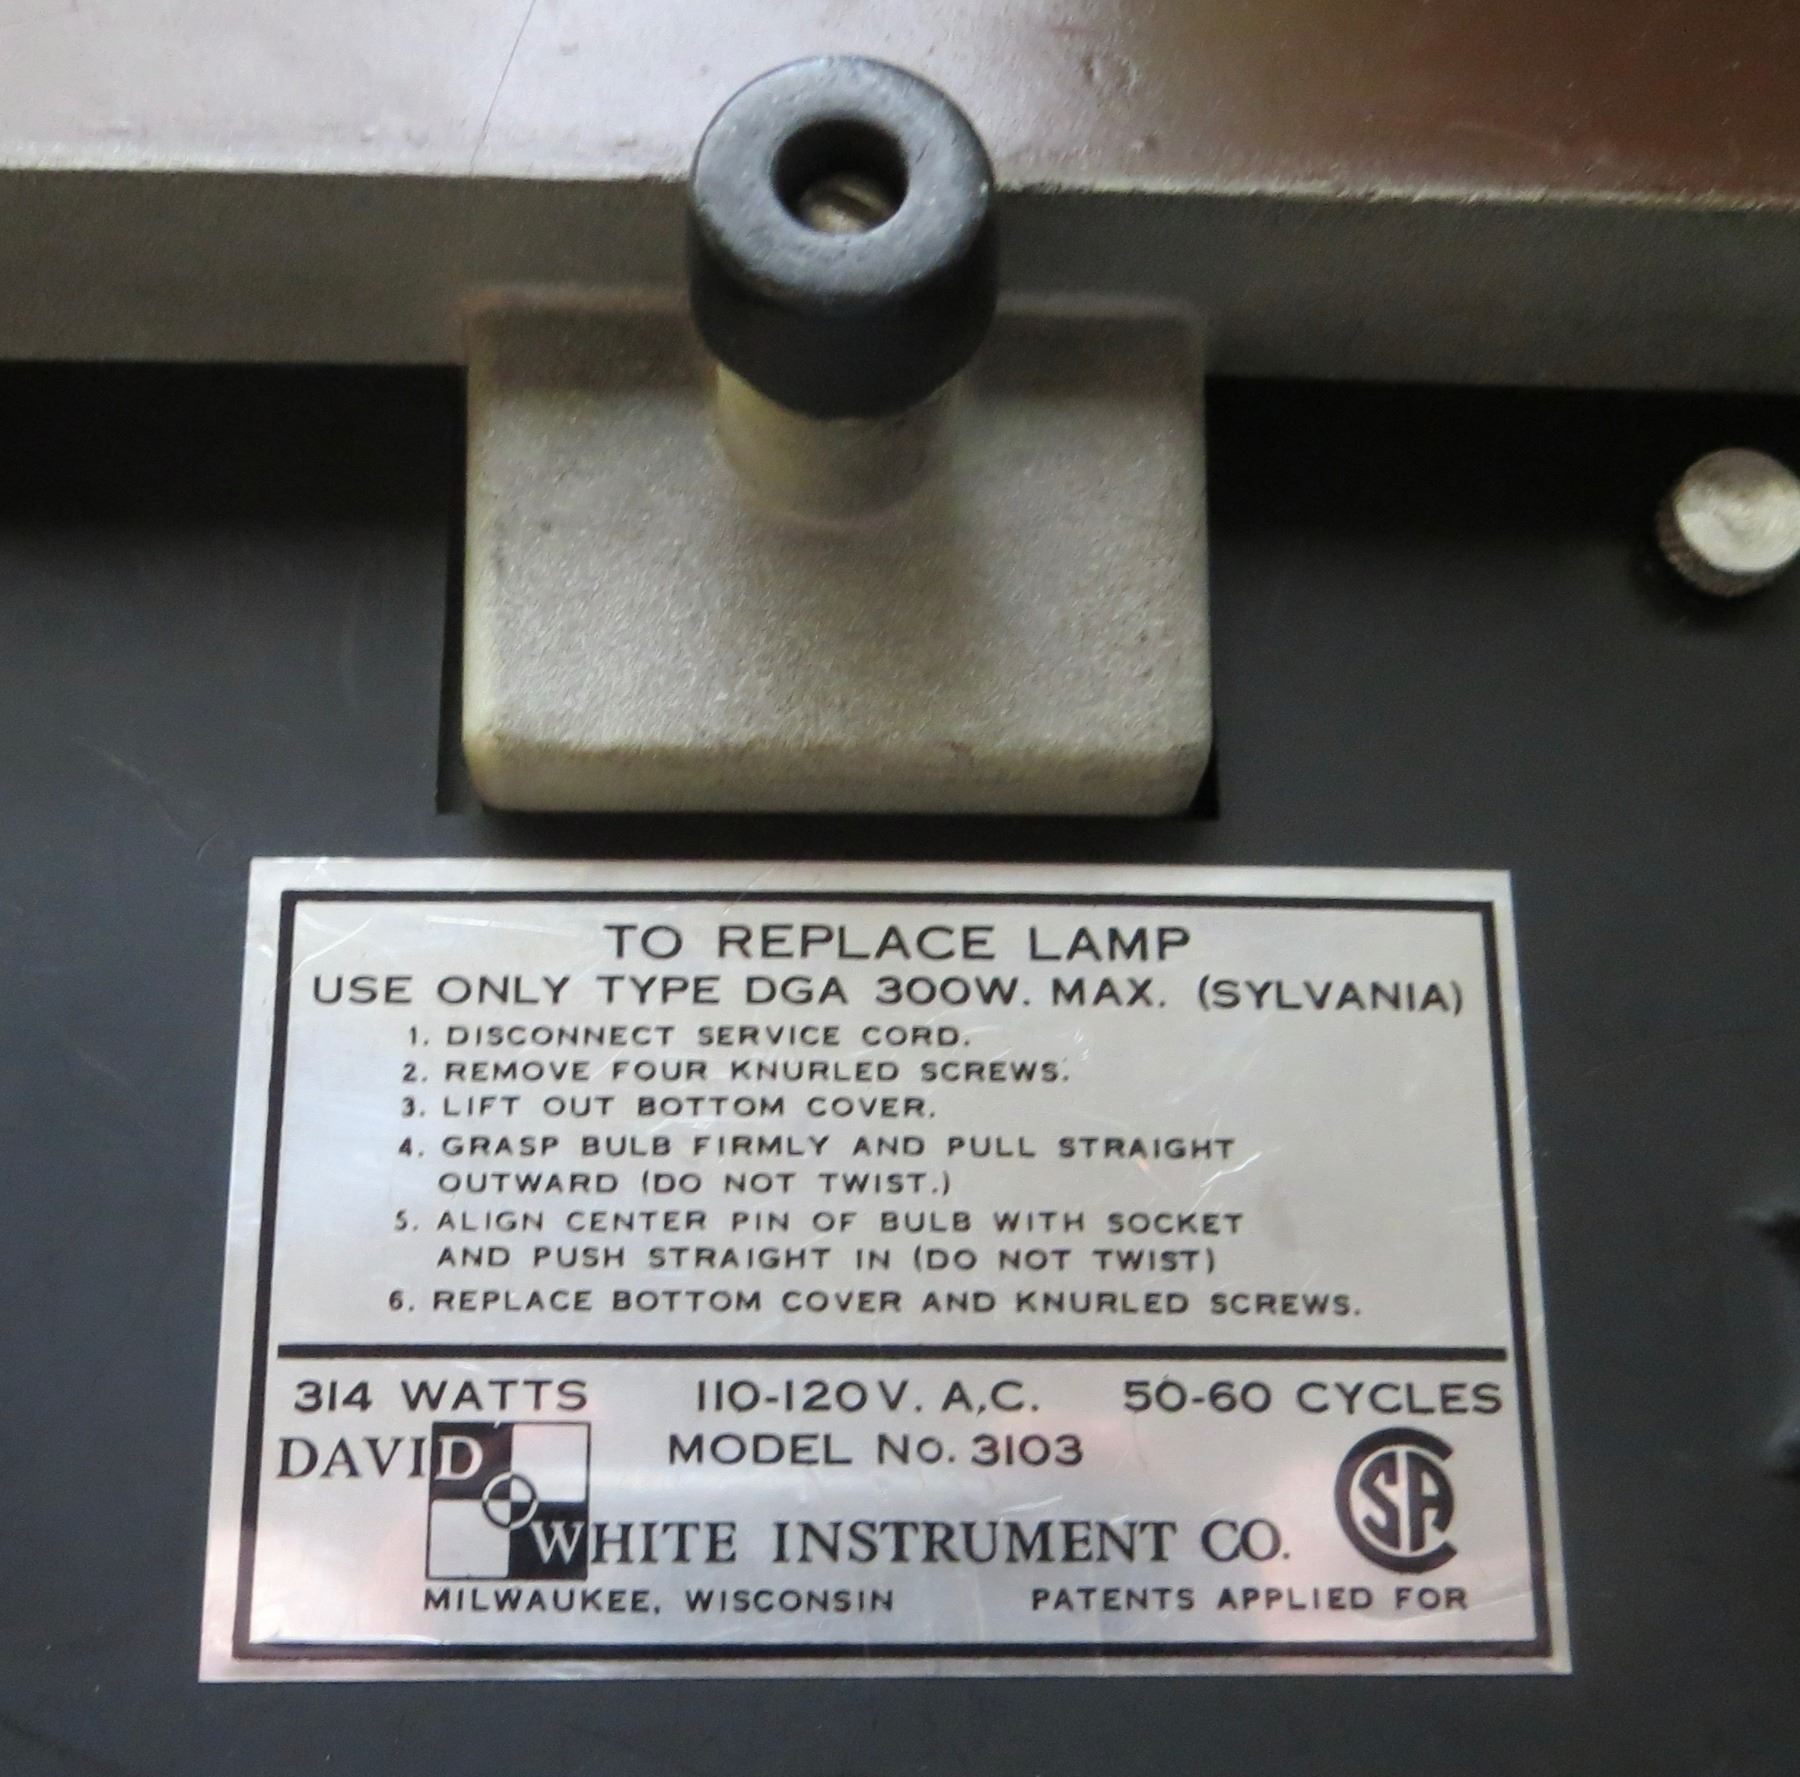 TO REPLACE LAMP
USE ONLY TYPE DGA 300W. MAX. (SYLVANIA)
1. DISCONNECT SERVICE CORD.
2. REMOVE FOUR KNURLED SCREWS.
3. LIFT OUT BOTTOM COVER.
4. GRASP BULB FIRMLY AND PULL STRAIGHT
OUTWARD (DO NOT TWIST.)
5. ALIGN CENTER PIN OF BULB WITH SOCKET
AND PUSH STRAIGHT IN (DO NOT TWIST)
6. REPLACE BOTTOM COVER AND KNURLED SCREWS.
314 WATTS 110-120V. A.C. 50-60 CYCLES
DAVID MODEL No. 3103
WHITE INSTRUMENT CO. CSA
MILWAUKEE, WISCONSIN PATENTS APPLIED FOR